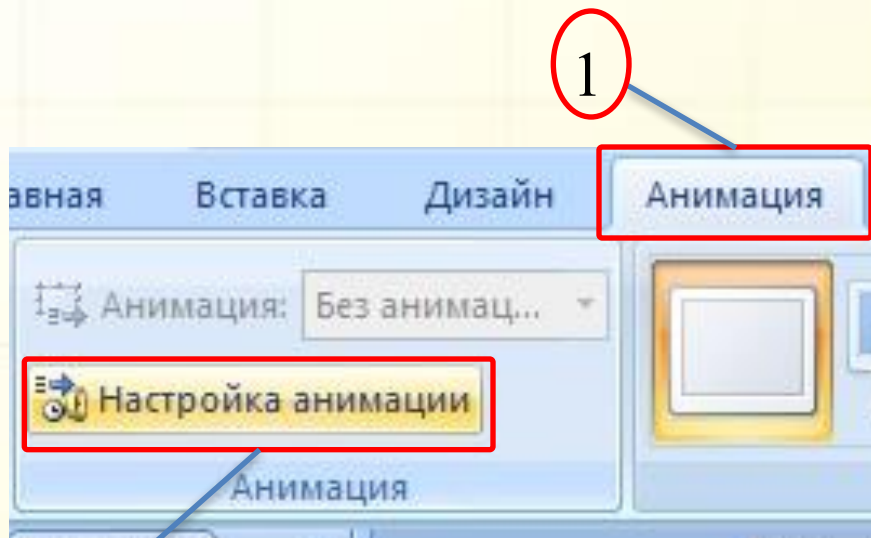 1
авная Вставка Дизайн Анимация
Анимация: Без анимац...
Настройка анимации
Анимация